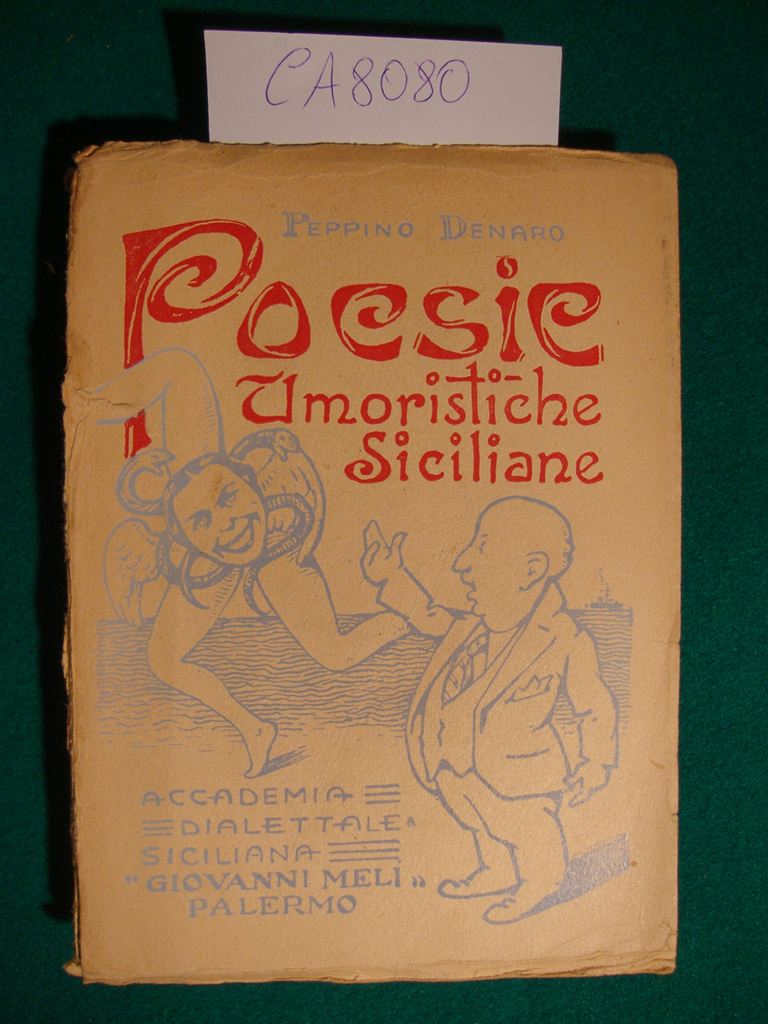 CA8080
PEPPINO DENARO
Poesie
Umoristiche
Siciliane
ACCADEMIA
DIALETTALE
SICILIANA
"GIOVANNI MELI"
PALERMO